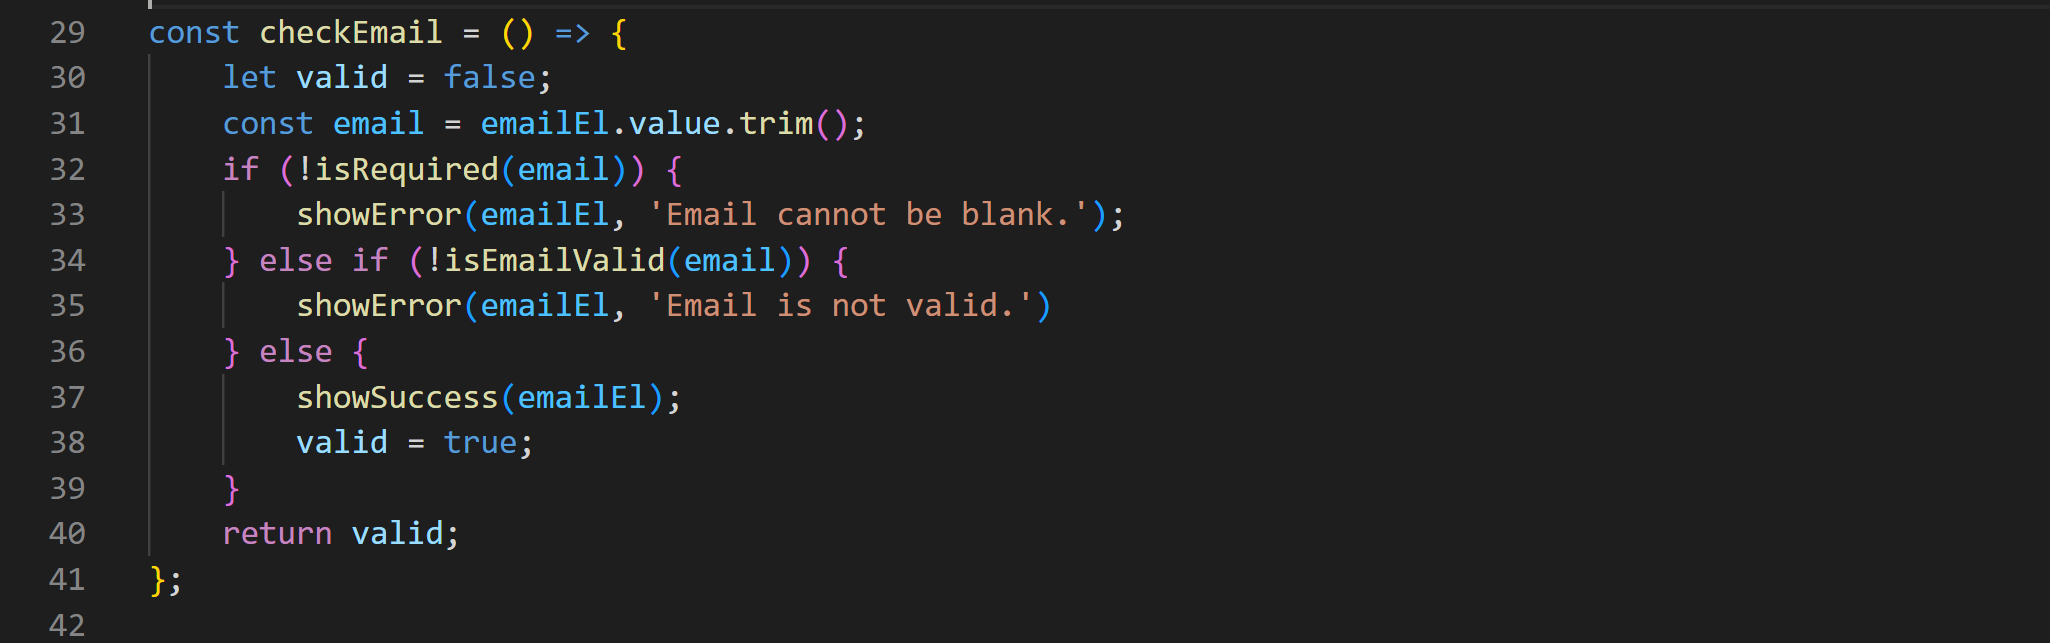 29 const checkEmail = () => {
30     let valid = false;
31     const email = emailEl.value.trim();
32     if (!isRequired(email)) {
33         showError(emailEl, 'Email cannot be blank.');
34     } else if (!isEmailValid(email)) {
35         showError(emailEl, 'Email is not valid.')
36     } else {
37         showSuccess(emailEl);
38         valid = true;
39     }
40     return valid;
41 };
42